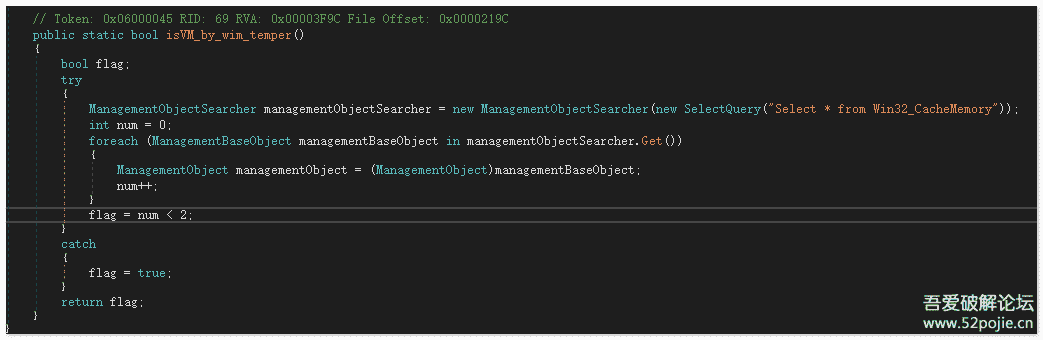 // Token: 0x06000045 RID: 69 RVA: 0x00003F9C File Offset: 0x0000219C
public static bool isVM_by_wim_temper()
{
bool flag;
try
{
ManagementObjectSearcher managementObjectSearcher = new ManagementObjectSearcher(new SelectQuery("Select * from Win32_CacheMemory"));
int num = 0;
foreach (ManagementBaseObject managementBaseObject in managementObjectSearcher.Get())
{
ManagementObject managementObject = (ManagementObject)managementBaseObject;
num++;
}
flag = num < 2;
}
catch
{
flag = true;
}
return flag;
}
}
吾爱破解论坛
www.52pojie.cn